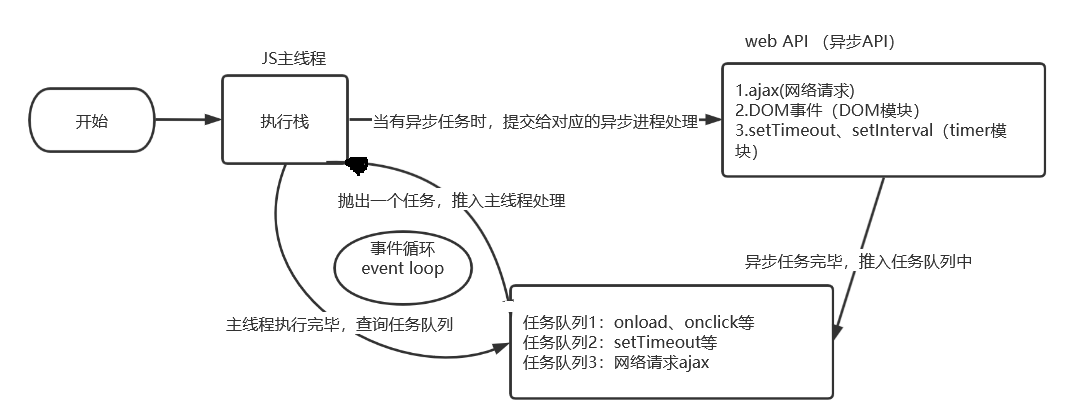 web API （异步API）
JS主线程
开始
执行栈
当有异步任务时，提交给对应的异步进程处理
1.ajax(网络请求)
2.DOM事件（DOM模块）
3.setTimeout、setInterval（timer模
块）
抛出一个任务，推入主线程处理
事件循环
event loop
异步任务完毕，推入任务队列中
主线程执行完毕，查询任务队列
任务队列1：onload、onclick等
任务队列2：setTimeout等
任务队列3：网络请求ajax